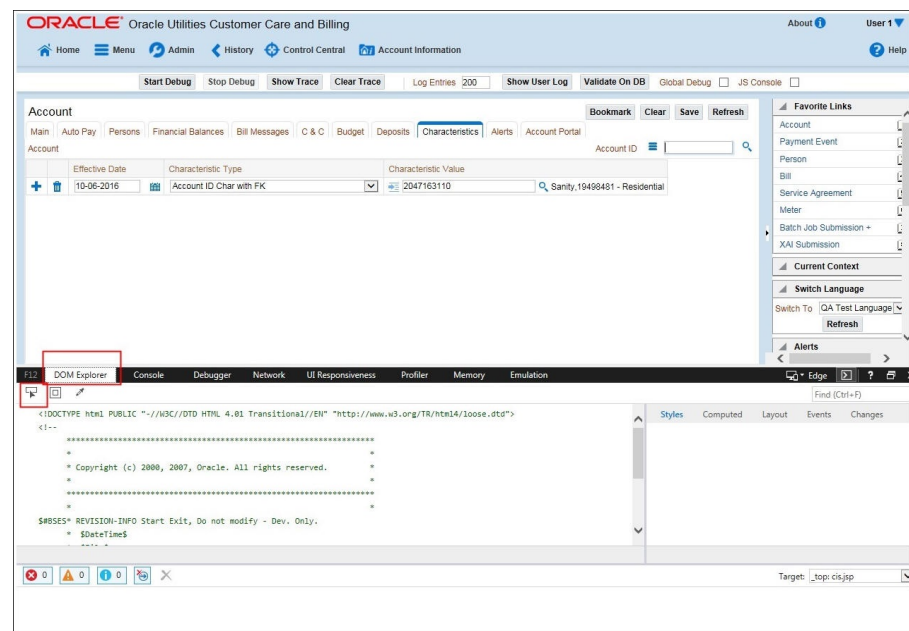 ORACLE® Oracle Utilities Customer Care and Billing About User 1
Home Menu Admin History Control Central Account Information Help
Start Debug Stop Debug Show Trace Clear Trace Log Entries 200 Show User Log Validate On DB Global Debug JS Console
Account Bookmark Clear Save Refresh
Main Auto Pay Persons Financial Balances Bill Messages C & C Budget Deposits Characteristics Alerts Account Portal
Account Account ID
Effective Date Characteristic Type Characteristic Value
10-06-2016 Account ID Char with FK 2047163110 Sanity,19498481 - Residential
Favorite Links
Account
Payment Event
Person
Bill
Service Agreement
Meter
Batch Job Submission +
XAI Submission
Current Context
Switch Language
Switch To QA Test Language
Refresh
Alerts
F12 DOM Explorer Console Debugger Network UI Responsiveness Profiler Memory Emulation Edge ?
Find (Ctrl+F)
<!DOCTYPE html PUBLIC "-//W3C//DTD HTML 4.01 Transitional//EN" "http://www.w3.org/TR/html4/loose.dtd">
Styles Computed Layout Events Changes
<!--
* Copyright (c) 2000, 2007, Oracle. All rights reserved. *
$#BSES* REVISION-INFO Start Exit, Do not modify - Dev. Only.
* $DateTime$
0 0 0 Target: _top: cis.jsp